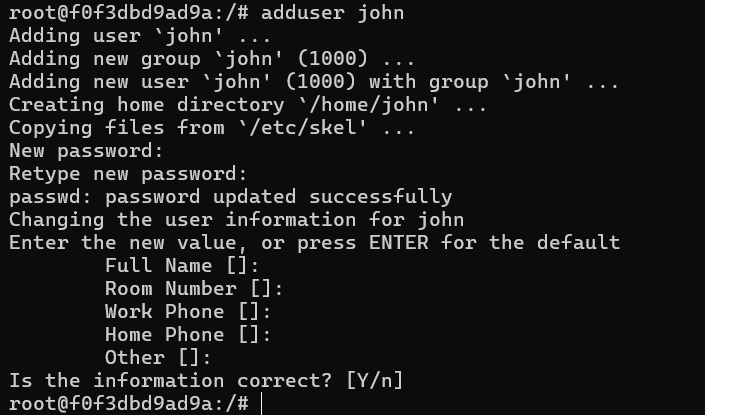 root@f0f3dbd9ad9a:/# adduser john
Adding user `john' ...
Adding new group `john' (1000) ...
Adding new user `john' (1000) with group `john' ...
Creating home directory `/home/john' ...
Copying files from `/etc/skel' ...
New password:
Retype new password:
passwd: password updated successfully
Changing the user information for john
Enter the new value, or press ENTER for the default
        Full Name []:
        Room Number []:
        Work Phone []:
        Home Phone []:
        Other []:
Is the information correct? [Y/n]
root@f0f3dbd9ad9a:/#